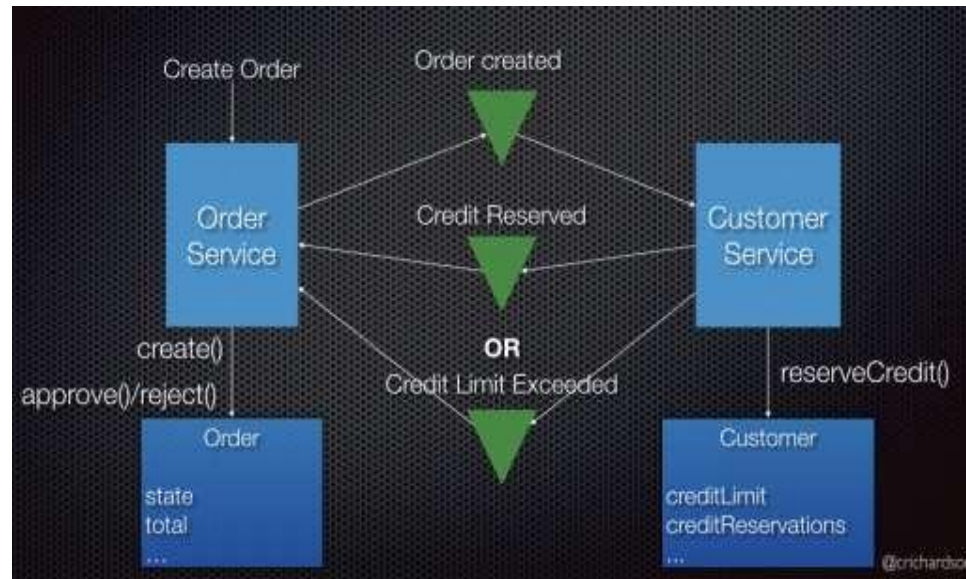 Create Order
Order created
Order
Service
Credit Reserved
Customer
Service
create()
approve()/reject()
OR
Credit Limit Exceeded
reserveCredit()
Order
state
total
...
Customer
creditLimit
creditReservations
...
@crichardson